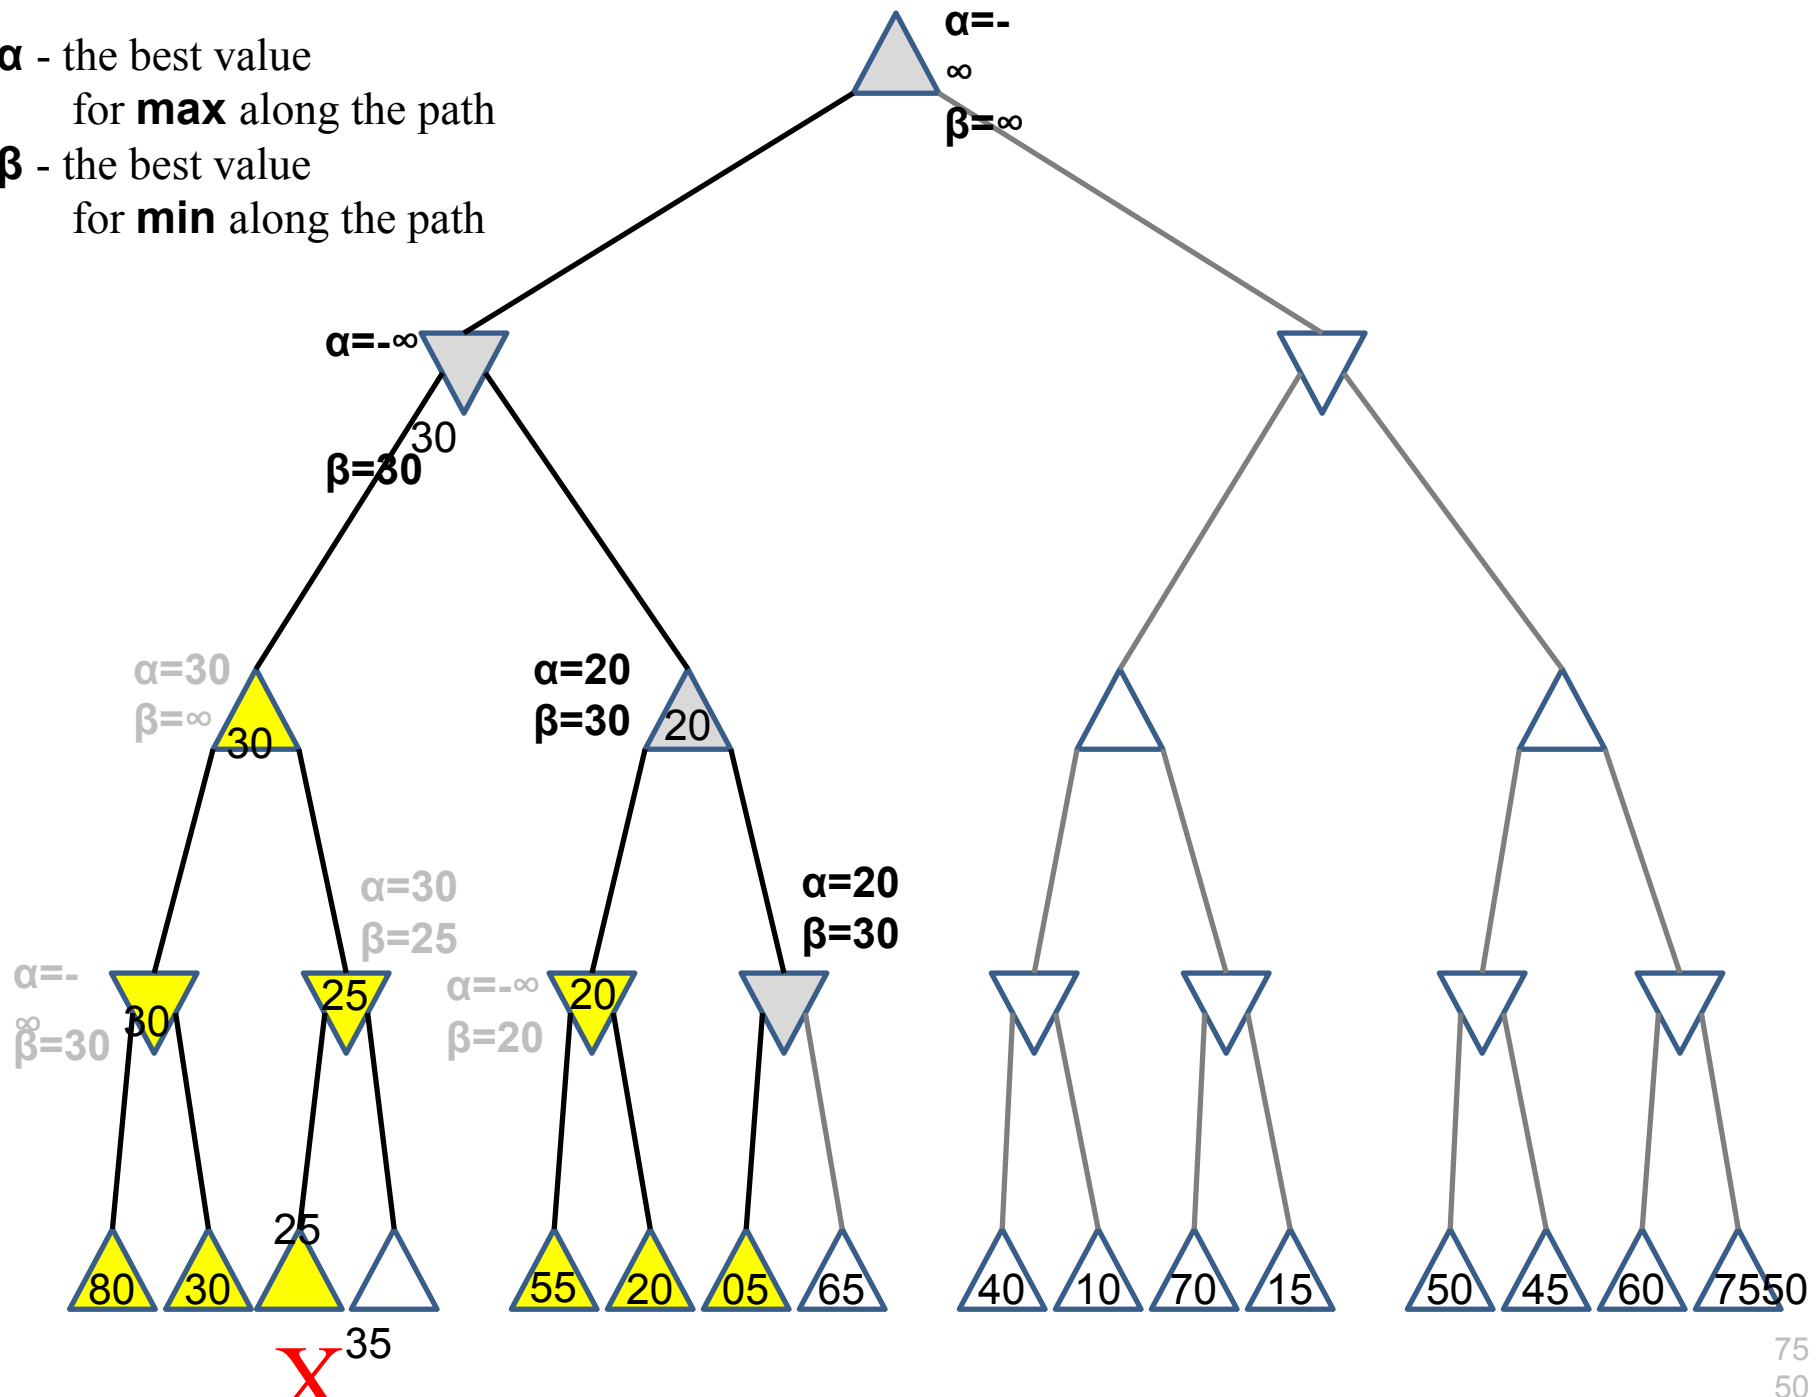 α=-
∞
β=∞
α - the best value
for max along the path
β - the best value
for min along the path
α=-∞
30
β=30
α=30
β=∞
30
α=20
β=30
20
α=30
β=25
α=20
β=30
α=-
∞
β=30
30
25
α=-∞
β=20
20
25
80
30
55
20
05
65
40
10
70
15
50
45
60
7550
X
35
75
50